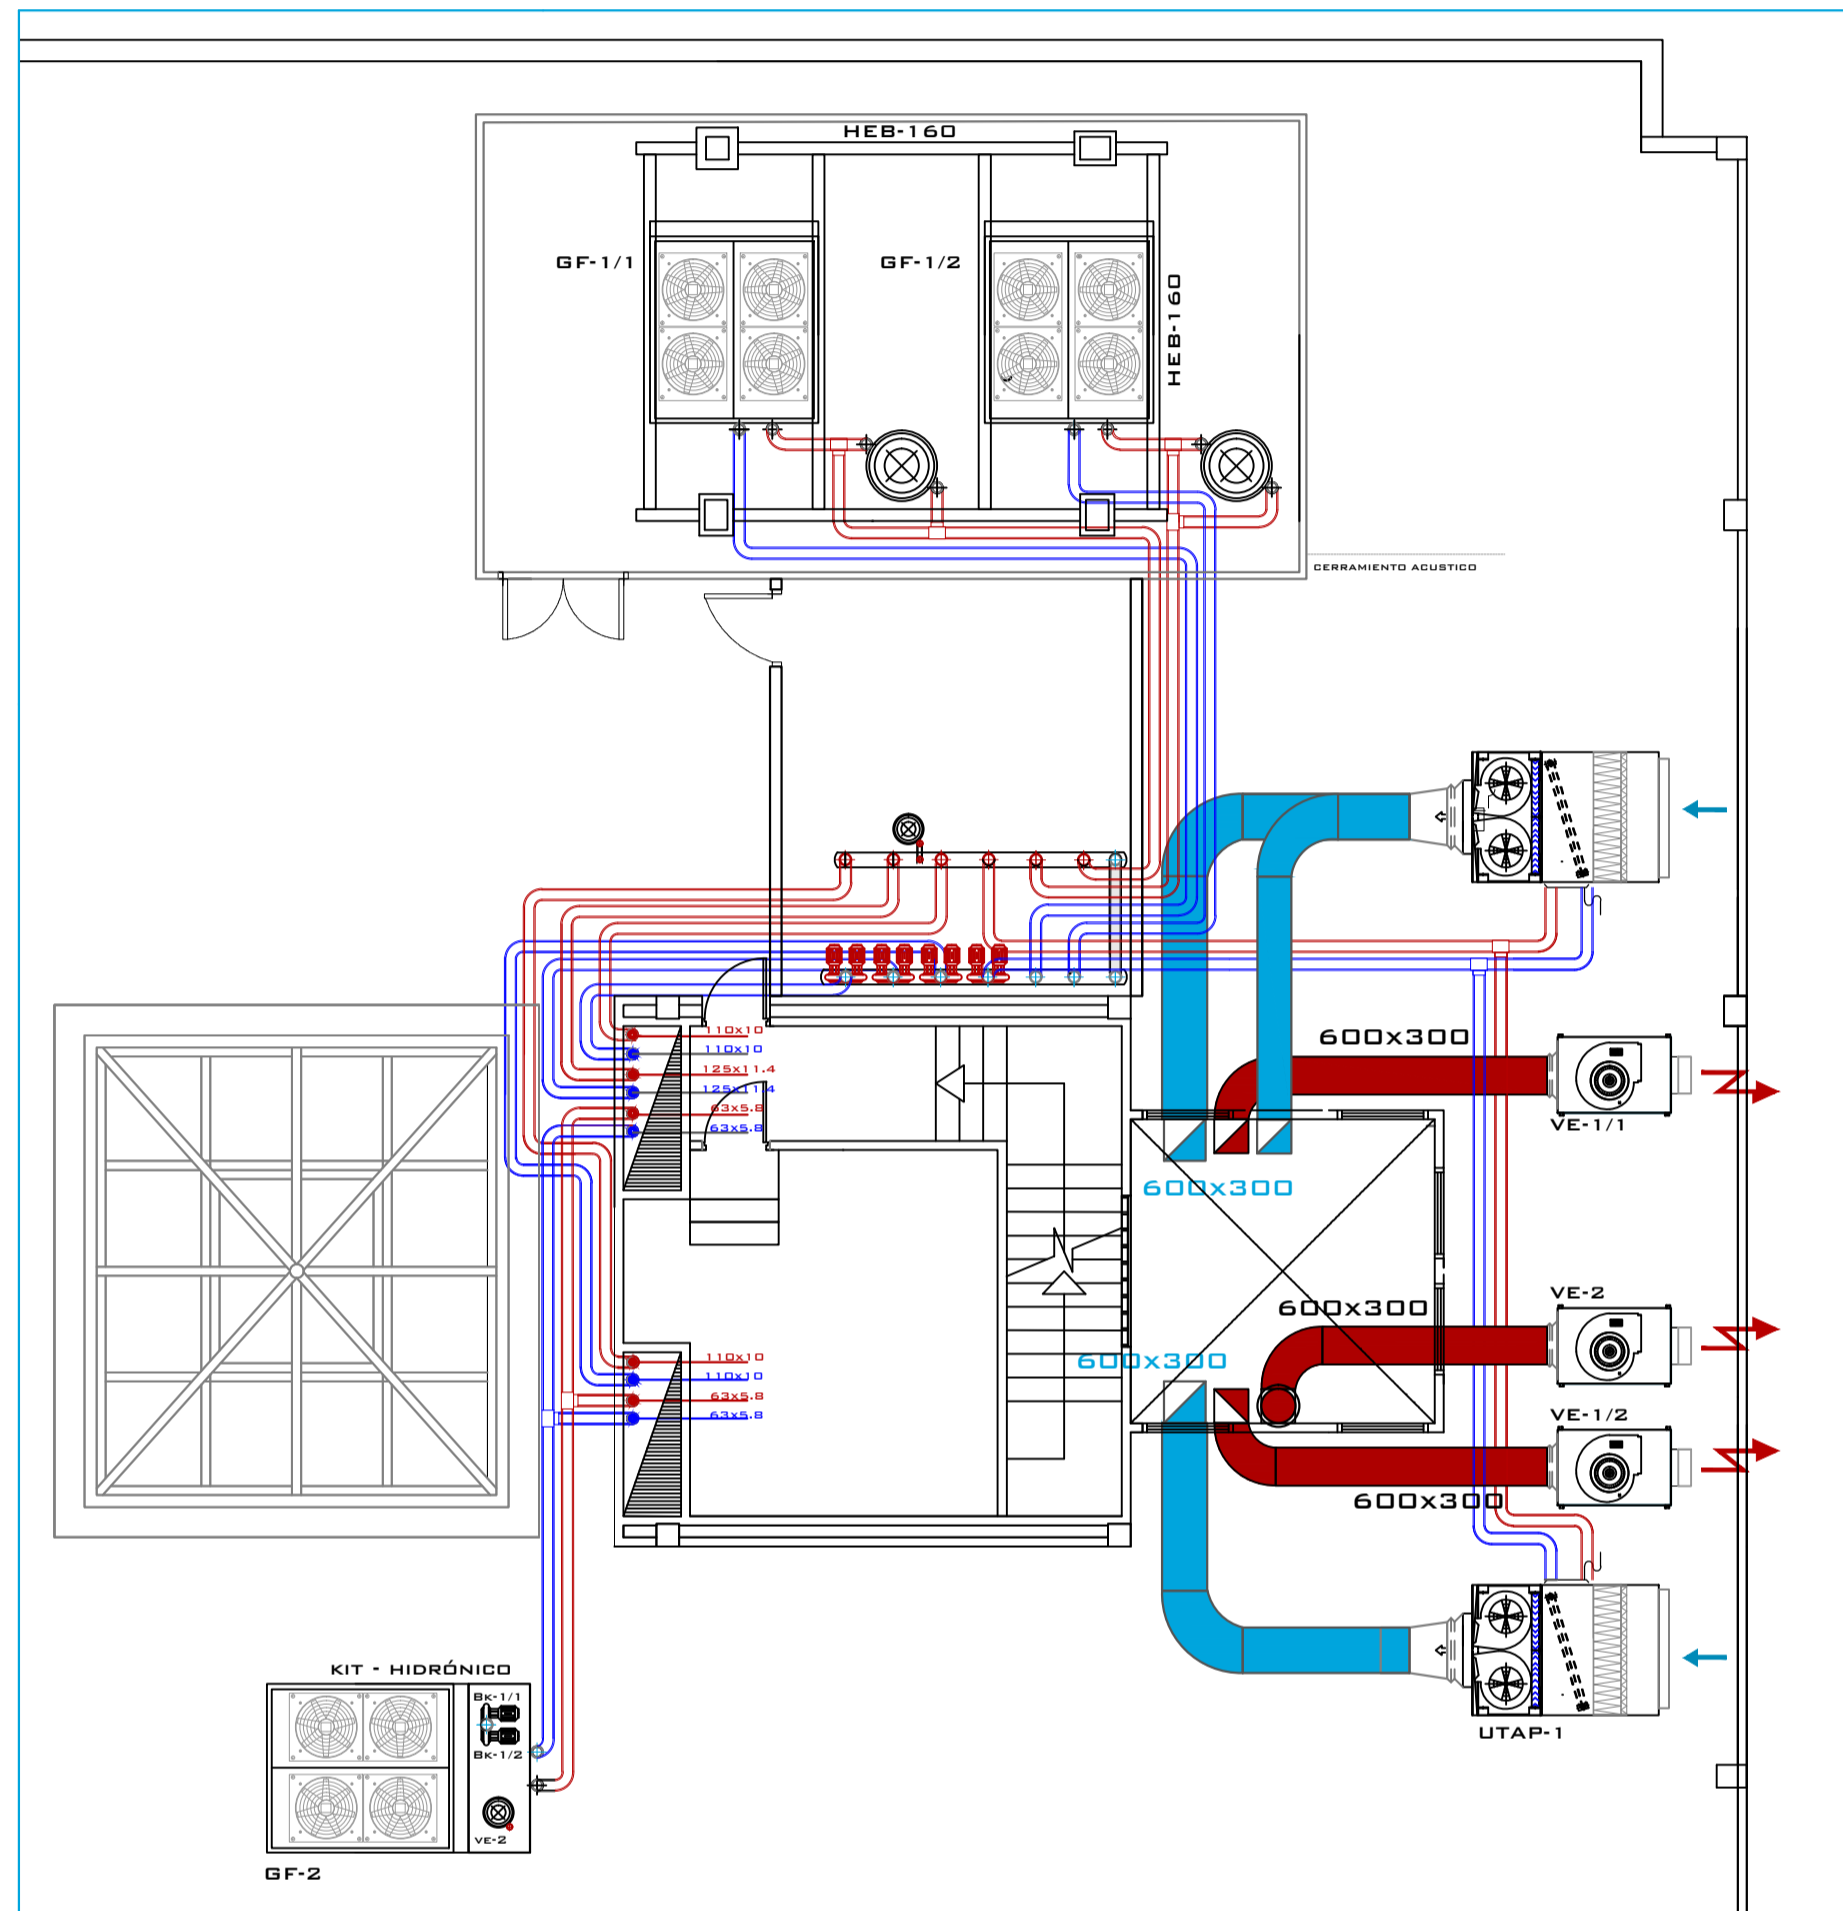 HEB-160
GF-1/1
GF-1/2
HEB-160
CERRAMIENTO ACUSTICO
110x10
110x10
125x11.4
125x11.4
63x5.8
63x5.8
600x300
VE-1/1
600x300
VE-2
600x300
600x300
110x10
110x10
63x5.8
63x5.8
VE-1/2
600x300
KIT - HIDRÓNICO
BK-1/1
BK-1/2
VE-2
GF-2
UTAP-1